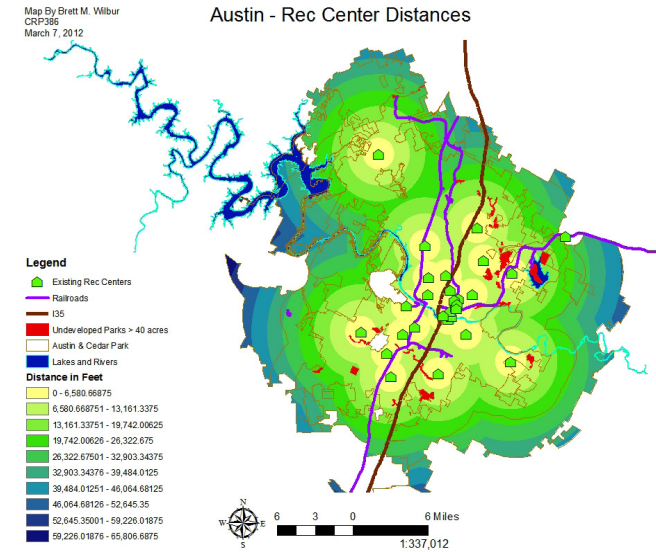 Map By Brett M. Wilbur
CRP386
March 7, 2012
Austin - Rec Center Distances
Legend
Existing Rec Centers
Railroads
I35
Undeveloped Parks > 40 acres
Austin & Cedar Park
Lakes and Rivers
Distance in Feet
0 - 6,580.66875
6,580.668751 - 13,161.3375
13,161.33751 - 19,742.00625
19,742.00626 - 26,322.675
26,322.67501 - 32,903.34375
32,903.34376 - 39,484.0125
39,484.01251 - 46,064.68125
46,064.68126 - 52,645.35
52,645.35001 - 59,226.01875
59,226.01876 - 65,806.6875
N
W E
S
6 3 0 6 Miles
1:337,012